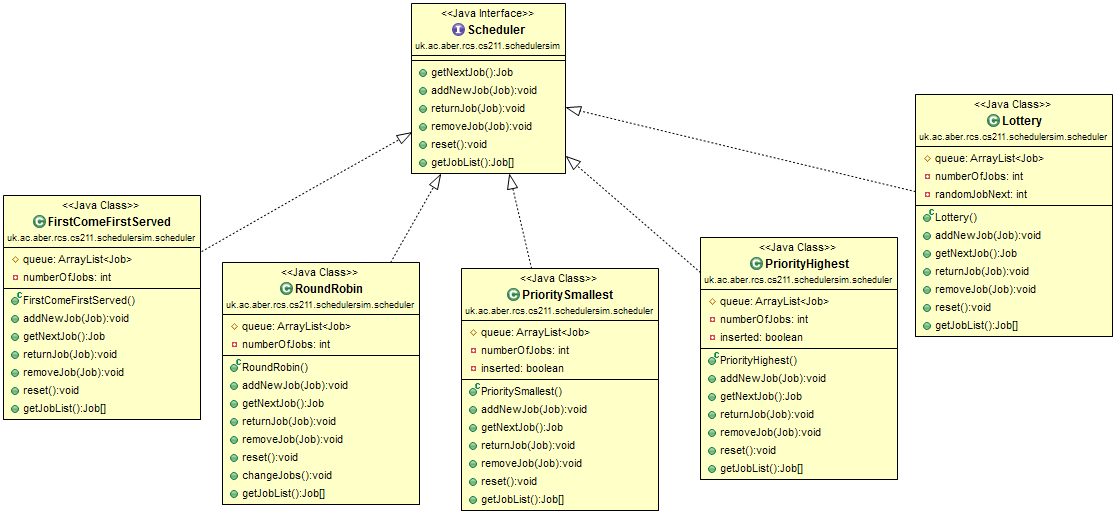 <<Java Interface>>
Scheduler
uk.ac.aber.rcs.cs211.schedulersim
getNextJob():Job
addNewJob(Job):void
returnJob(Job):void
removeJob(Job):void
reset():void
getJobList():Job[]
<<Java Class>>
FirstComeFirstServed
uk.ac.aber.rcs.cs211.schedulersim.scheduler
queue: ArrayList<Job>
numberOfJobs: int
FirstComeFirstServed()
addNewJob(Job):void
getNextJob():Job
returnJob(Job):void
removeJob(Job):void
reset():void
getJobList():Job[]
<<Java Class>>
RoundRobin
uk.ac.aber.rcs.cs211.schedulersim.scheduler
queue: ArrayList<Job>
numberOfJobs: int
RoundRobin()
addNewJob(Job):void
getNextJob():Job
returnJob(Job):void
removeJob(Job):void
reset():void
changeJobs():void
getJobList():Job[]
<<Java Class>>
PrioritySmallest
uk.ac.aber.rcs.cs211.schedulersim.scheduler
queue: ArrayList<Job>
numberOfJobs: int
inserted: boolean
PrioritySmallest()
addNewJob(Job):void
getNextJob():Job
returnJob(Job):void
removeJob(Job):void
reset():void
getJobList():Job[]
<<Java Class>>
PriorityHighest
uk.ac.aber.rcs.cs211.schedulersim.scheduler
queue: ArrayList<Job>
numberOfJobs: int
inserted: boolean
PriorityHighest()
addNewJob(Job):void
getNextJob():Job
returnJob(Job):void
removeJob(Job):void
reset():void
getJobList():Job[]
<<Java Class>>
Lottery
uk.ac.aber.rcs.cs211.schedulersim.scheduler
queue: ArrayList<Job>
numberOfJobs: int
randomJobNext: int
Lottery()
addNewJob(Job):void
getNextJob():Job
returnJob(Job):void
removeJob(Job):void
reset():void
getJobList():Job[]